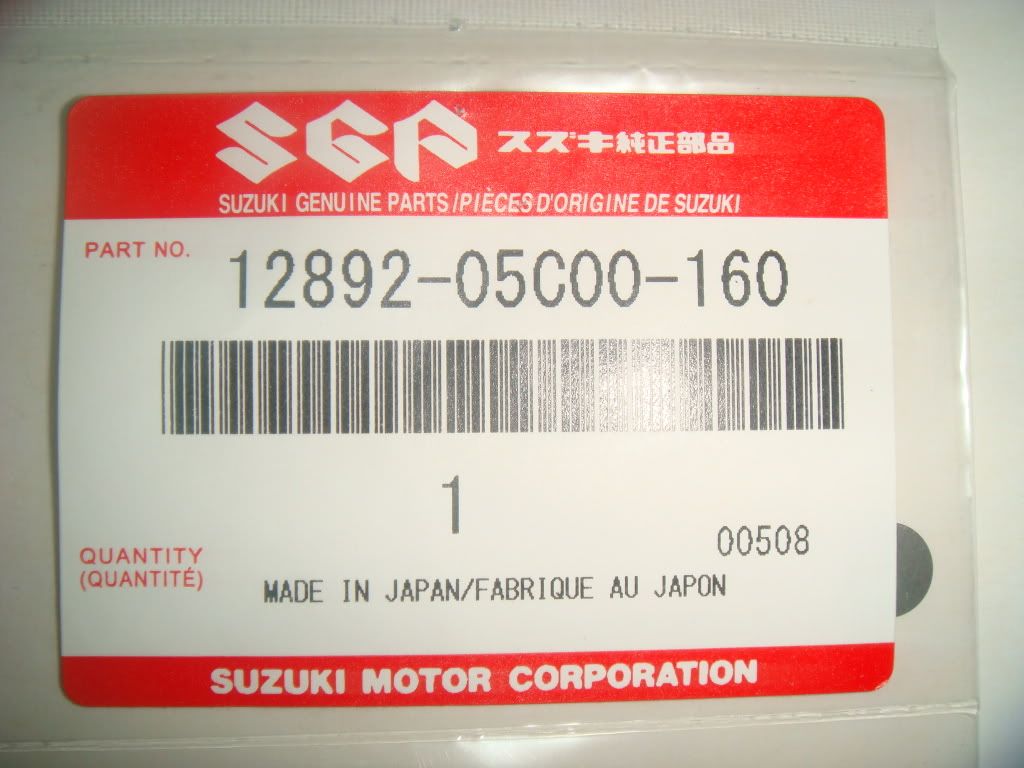 SGP スズキ純正部品
SUZUKI GENUINE PARTS/PIÈCES D'ORIGINE DE SUZUKI
PART NO. 12892-05C00-160
1
00508
QUANTITY
(QUANTITÉ)
MADE IN JAPAN/FABRIQUE AU JAPON
SUZUKI MOTOR CORPORATION